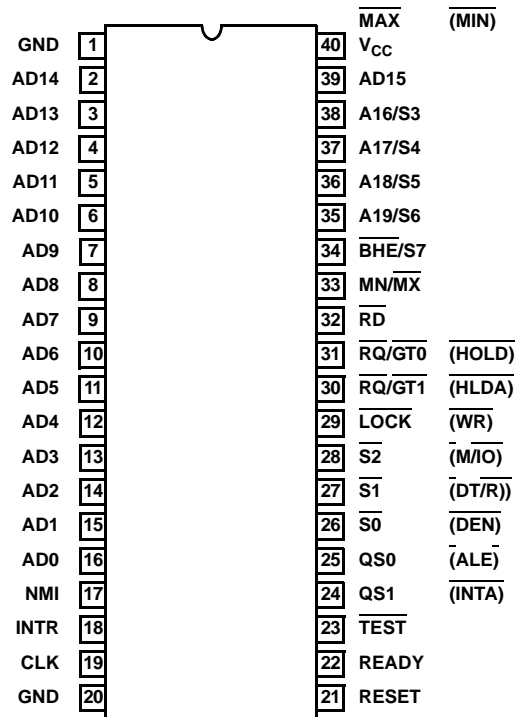 MAX (MIN)
GND 1 40 VCC
AD14 2 39 AD15
AD13 3 38 A16/S3
AD12 4 37 A17/S4
AD11 5 36 A18/S5
AD10 6 35 A19/S6
AD9 7 34 BHE/S7
AD8 8 33 MN/MX
AD7 9 32 RD
AD6 10 31 RQ/GT0 (HOLD)
AD5 11 30 RQ/GT1 (HLDA)
AD4 12 29 LOCK (WR)
AD3 13 28 S2 (M/IO)
AD2 14 27 S1 (DT/R))
AD1 15 26 S0 (DEN)
AD0 16 25 QS0 (ALE)
NMI 17 24 QS1 (INTA)
INTR 18 23 TEST
CLK 19 22 READY
GND 20 21 RESET